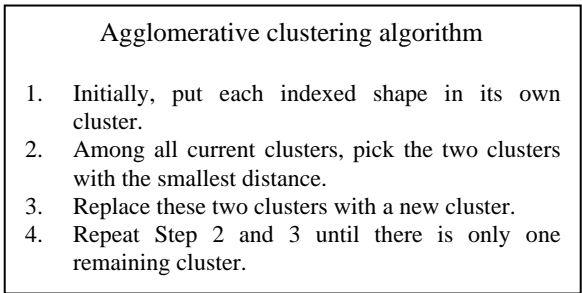 Agglomerative clustering algorithm
1. Initially, put each indexed shape in its own
cluster.
2. Among all current clusters, pick the two clusters
with the smallest distance.
3. Replace these two clusters with a new cluster.
4. Repeat Step 2 and 3 until there is only one
remaining cluster.